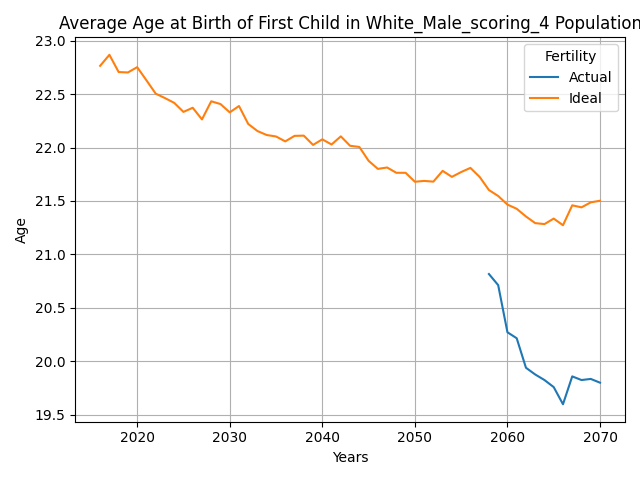 Average Age at Birth of First Child in White_Male_scoring_4 Population
Fertility
Actual
Ideal
Age
23.0
22.5
22.0
21.5
21.0
20.5
20.0
19.5
2020
2030
2040
2050
2060
2070
Years